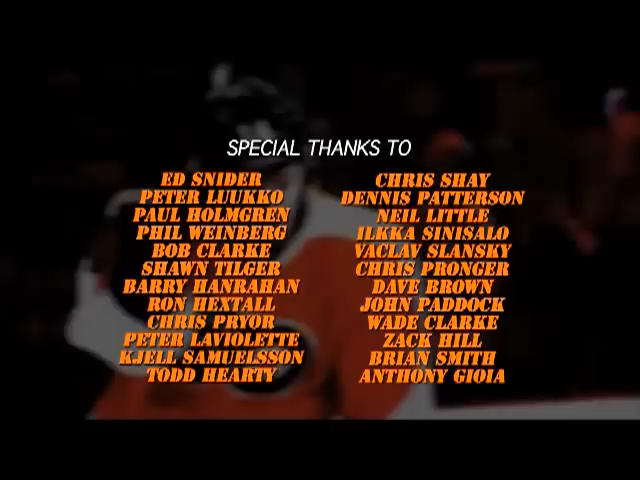 SPECIAL THANKS TO
ED SNIDER
PETER LUUKKO
PAUL HOLMGREN
PHIL WEINBERG
BOB CLARKE
SHAWN TILGER
BARRY HANRAHAN
RON HEXTALL
CHRIS PRYOR
PETER LAVIOLETTE
KJELL SAMUELSSON
TODD HEARTY
CHRIS SHAY
DENNIS PATTERSON
NEIL LITTLE
ILKKA SINISALO
VACLAV SLANSKY
CHRIS PRONGER
DAVE BROWN
JOHN PADDOCK
WADE CLARKE
ZACK HILL
BRIAN SMITH
ANTHONY GIOIA